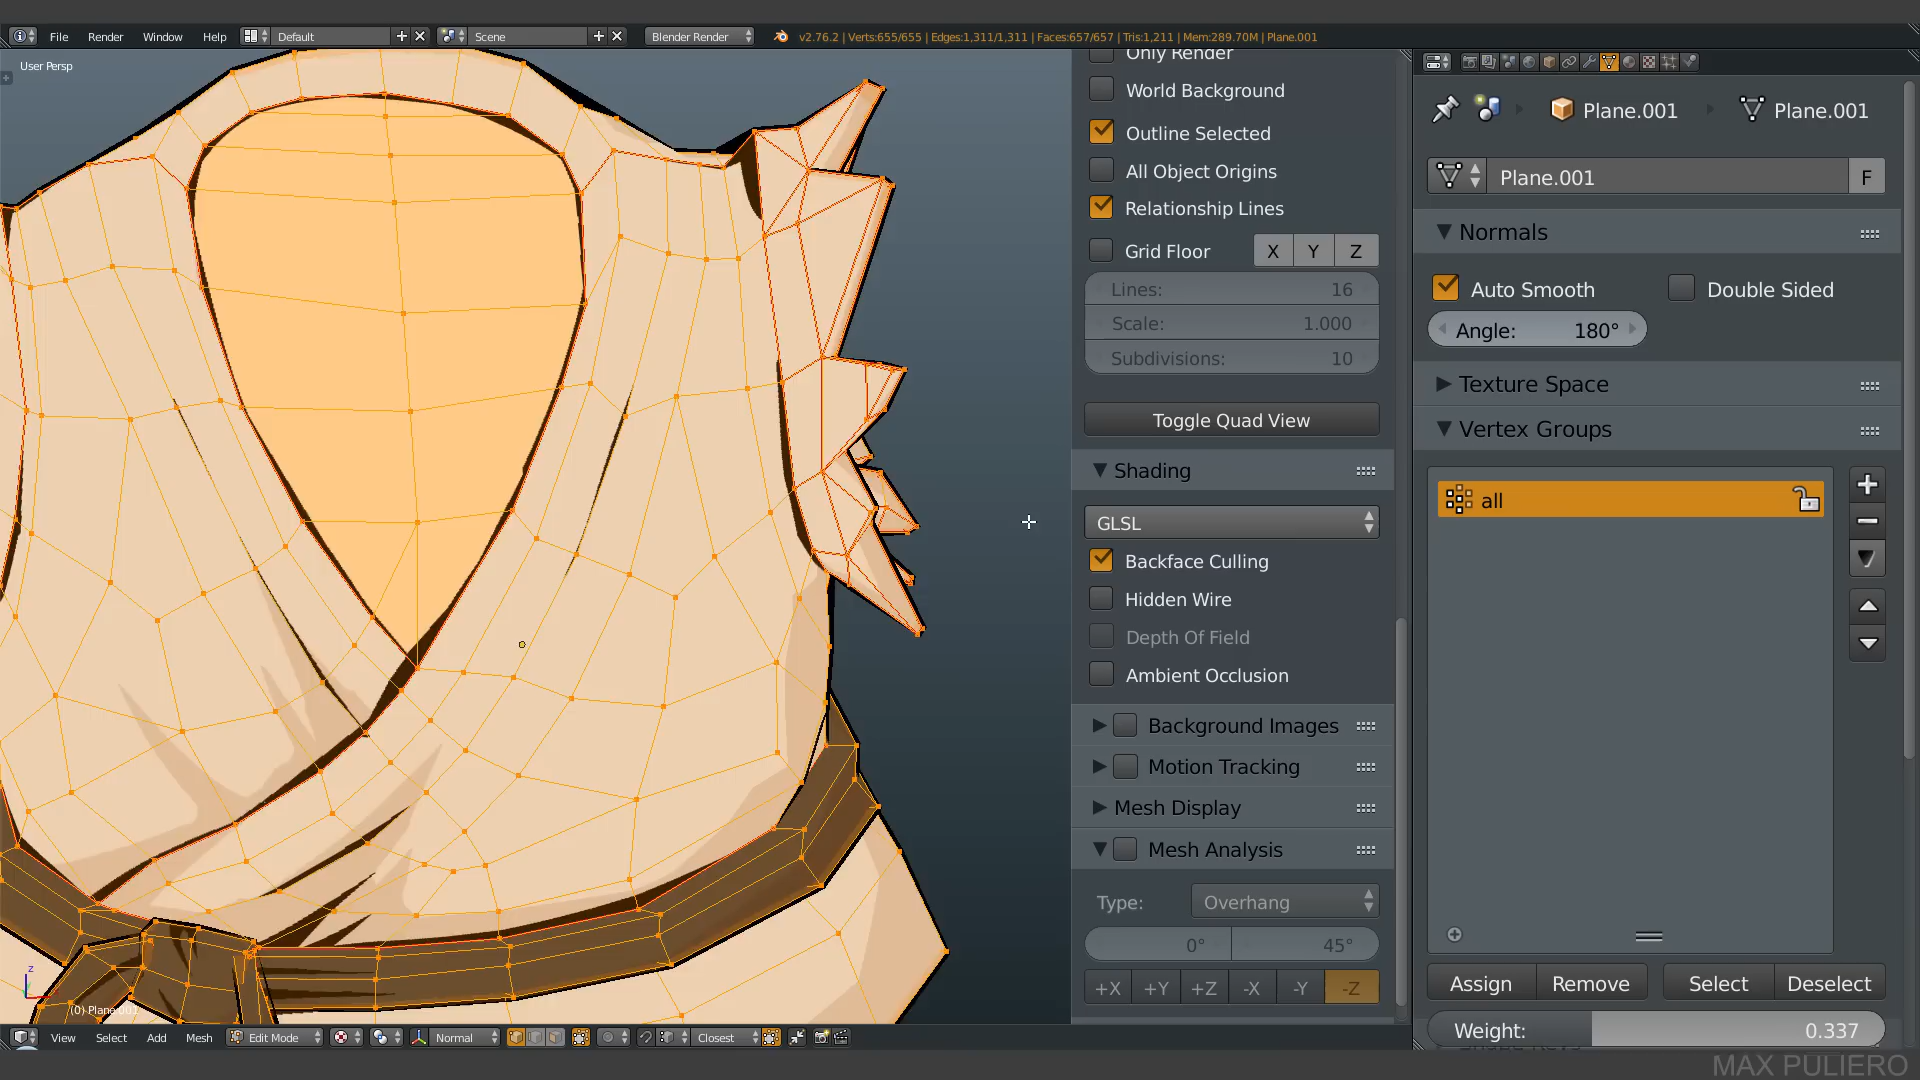 File Render Window Help Default Scene Blender Render v2.76.2 | Verts:655/655 | Edges:1,311/1,311 | Faces:657/657 | Tris:1,211 | Mem:289.70M | Plane.001
User Persp
Only Render
World Background
Outline Selected
All Object Origins
Relationship Lines
Grid Floor X Y Z
Lines: 16
Scale: 1.000
Subdivisions: 10
Toggle Quad View
Shading
GLSL
Backface Culling
Hidden Wire
Depth Of Field
Ambient Occlusion
Background Images
Motion Tracking
Mesh Display
Mesh Analysis
Type: Overhang
0° 45°
+X +Y +Z -X -Y -Z
Plane.001 Plane.001
Plane.001 F
Normals
Auto Smooth Double Sided
Angle: 180°
Texture Space
Vertex Groups
all
Assign Remove Select Deselect
Weight: 0.337
z
(0) Plane.001
View Select Add Mesh Edit Mode Normal Closest
MAX PULIERO